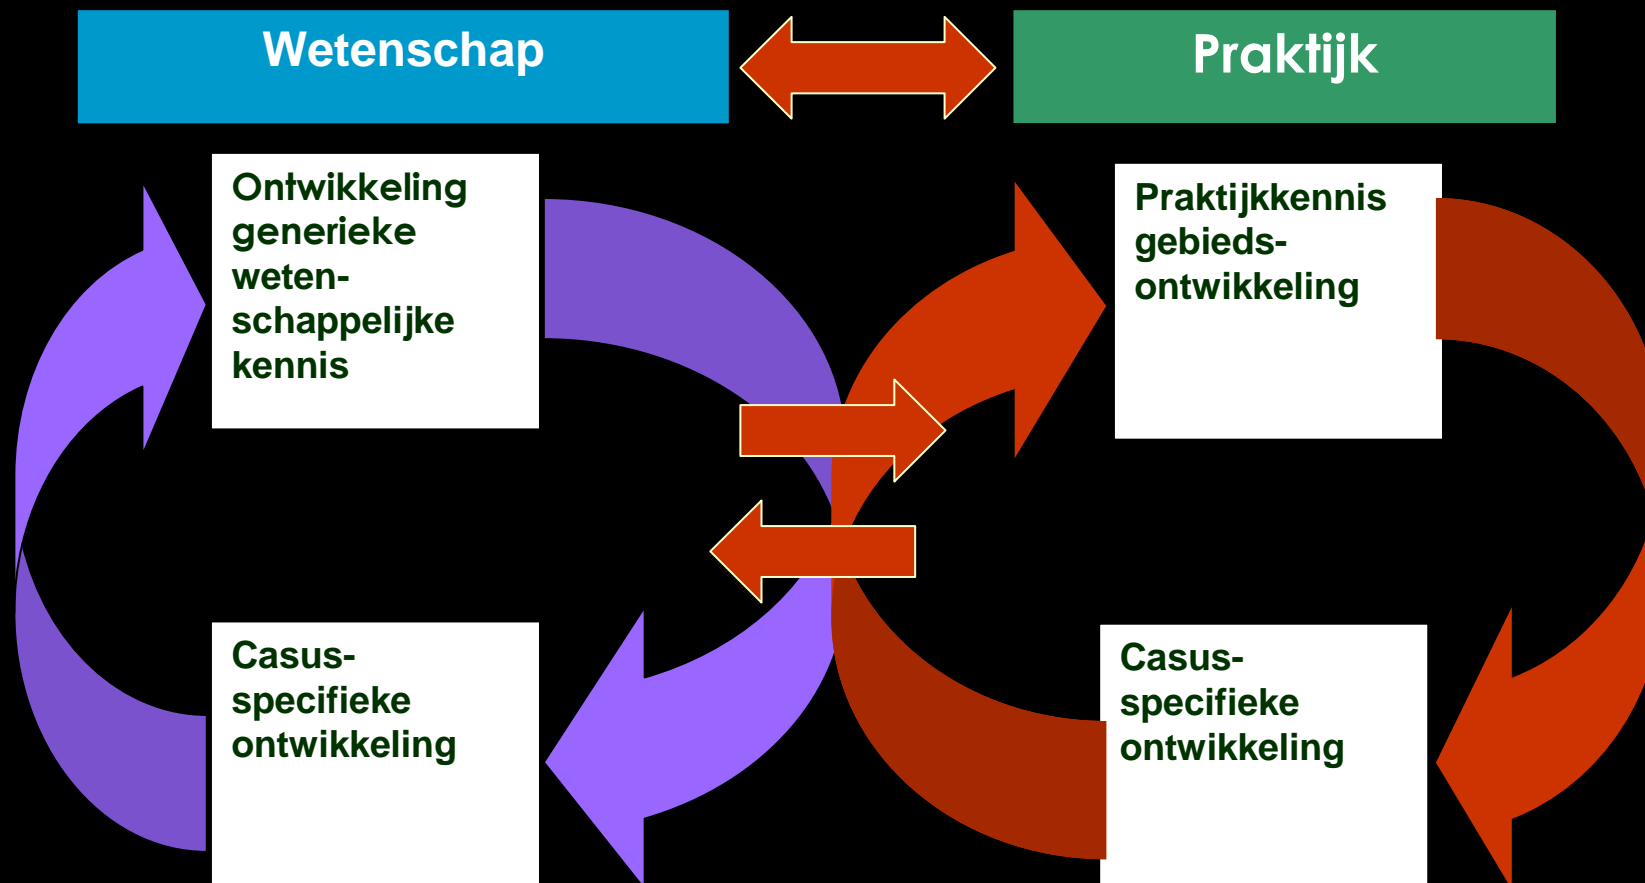 Wetenschap
Praktijk
Ontwikkeling
generieke
weten-
schappelijke
kennis
Praktijkkennis
gebieds-
ontwikkeling
Casus-
specifieke
ontwikkeling
Casus-
specifieke
ontwikkeling